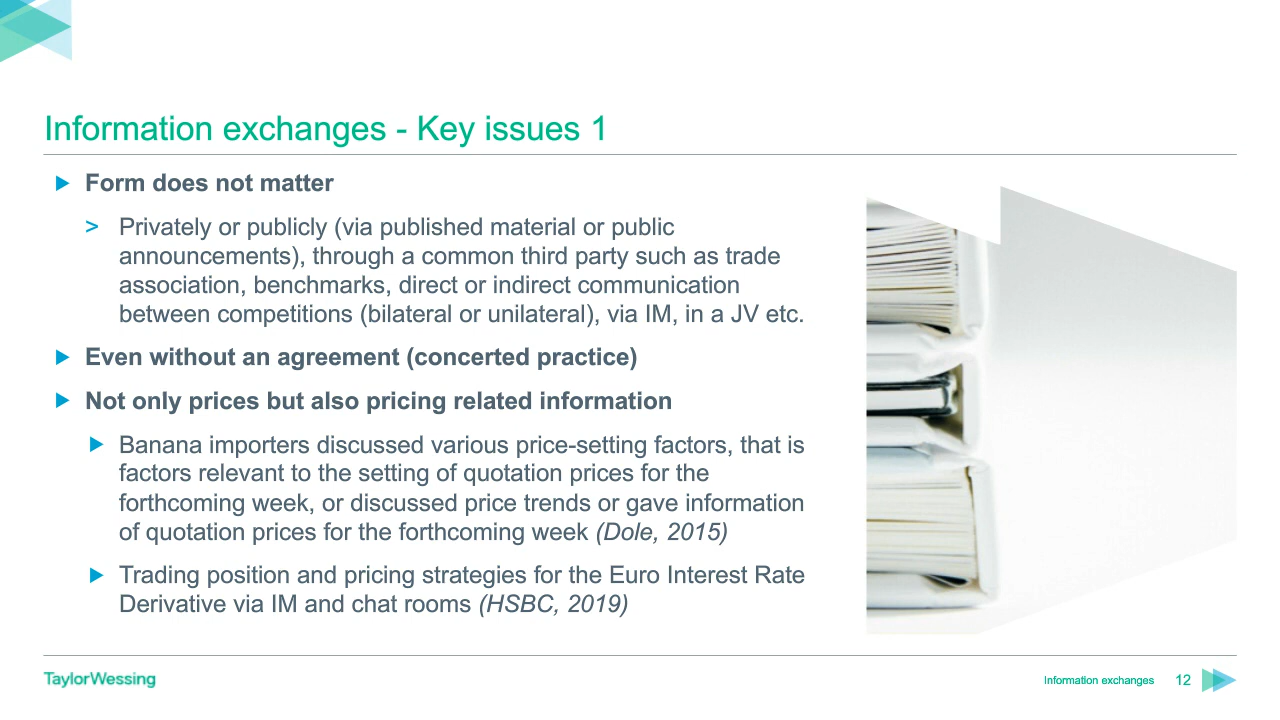 Information exchanges - Key issues 1
Form does not matter
> Privately or publicly (via published material or public
announcements), through a common third party such as trade
association, benchmarks, direct or indirect communication
between competitions (bilateral or unilateral), via IM, in a JV etc.
Even without an agreement (concerted practice)
Not only prices but also pricing related information
Banana importers discussed various price-setting factors, that is
factors relevant to the setting of quotation prices for the
forthcoming week, or discussed price trends or gave information
of quotation prices for the forthcoming week (Dole, 2015)
Trading position and pricing strategies for the Euro Interest Rate
Derivative via IM and chat rooms (HSBC, 2019)
TaylorWessing
Information exchanges 12